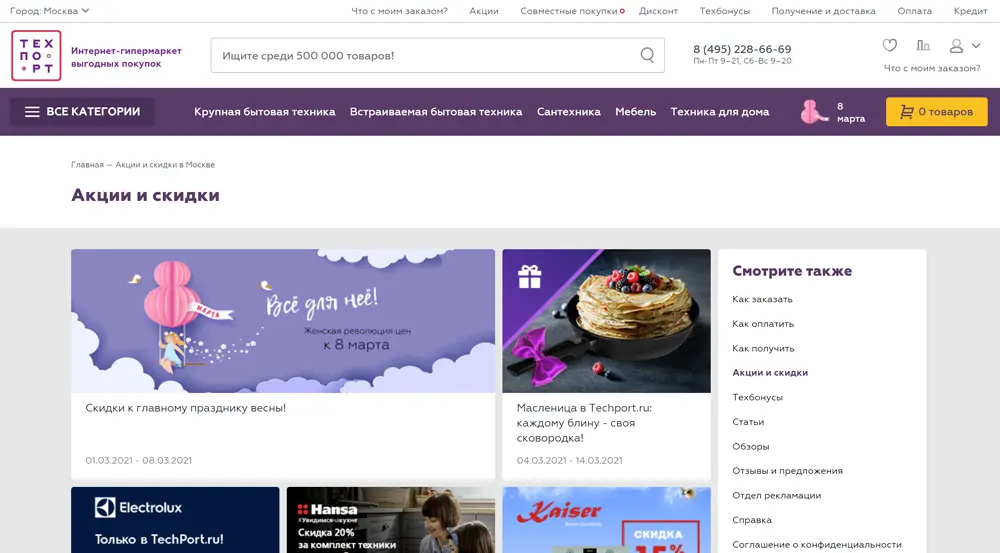 Город: Москва
Что с моим заказом?
Акции
Совместные покупки
Дисконт
Техбонусы
Получение и доставка
Оплата
Кредит
ТЕХ
ПО
РТ
Интернет-гипермаркет
выгодных покупок
Ищите среди 500 000 товаров!
8 (495) 228-66-69
Пн-Пт 9–21, Сб-Вс 9–20
Что с моим заказом?
ВСЕ КАТЕГОРИИ
Крупная бытовая техника
Встраиваемая бытовая техника
Сантехника
Мебель
Техника для дома
8
марта
0 товаров
Главная — Акции и скидки в Москве
Акции и скидки
8
МАРТА
Всё для неё!
Женская революция цен
к 8 марта
Скидки к главному празднику весны!
01.03.2021 - 08.03.2021
Масленица в Techport.ru:
каждому блину - своя
сковородка!
04.03.2021 - 14.03.2021
Смотрите также
Как заказать
Как оплатить
Как получить
Акции и скидки
Техбонусы
Статьи
Обзоры
Отзывы и предложения
Отдел рекламации
Справка
Соглашение о конфиденциальности
Electrolux
Только в TechPort.ru!
Hansa
#Увидимсянакухне
Скидка 20%
за комплект техники
Kaiser
СКИДКА
15%